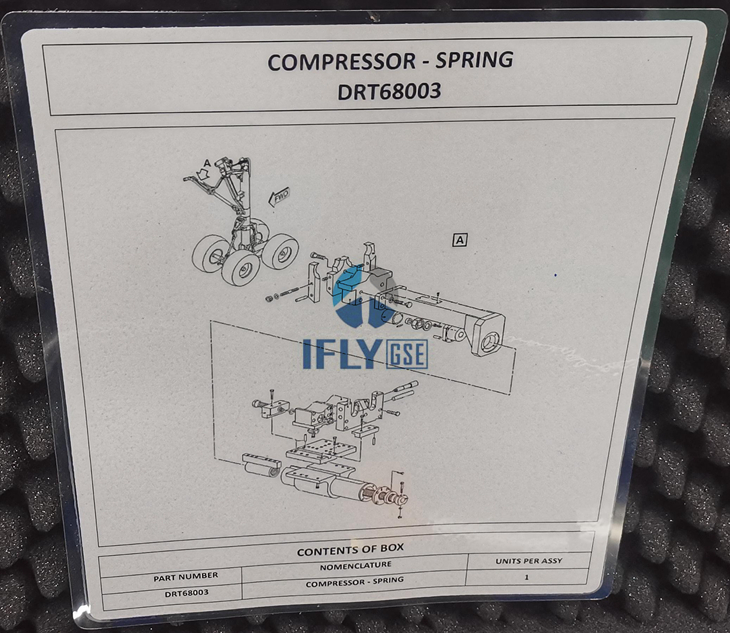 COMPRESSOR - SPRING
DRT68003
A
FWD
A
IFLY GSE
CONTENTS OF BOX
PART NUMBER NOMENCLATURE UNITS PER ASSY
DRT68003 COMPRESSOR - SPRING 1